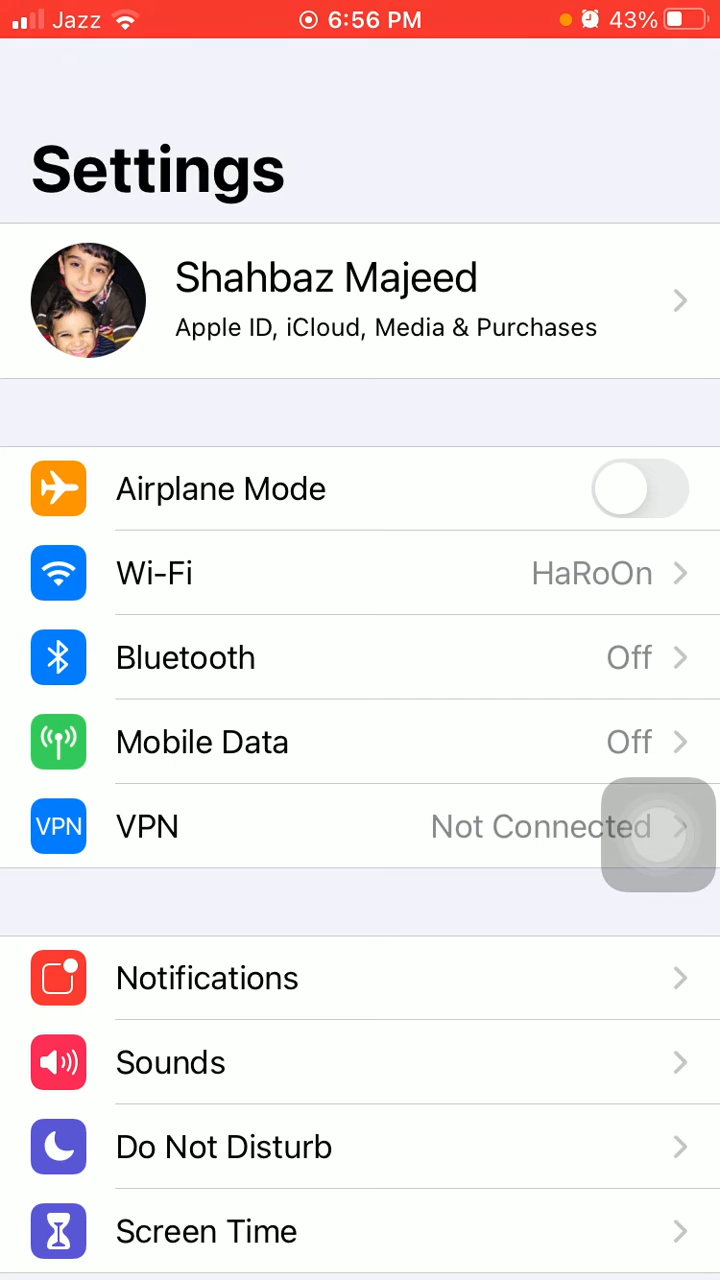 Jazz 6:56 PM 43%
Settings
Shahbaz Majeed
Apple ID, iCloud, Media & Purchases
Airplane Mode
Wi-Fi HaRoOn
Bluetooth Off
Mobile Data Off
VPN VPN Not Connected
Notifications
Sounds
Do Not Disturb
Screen Time